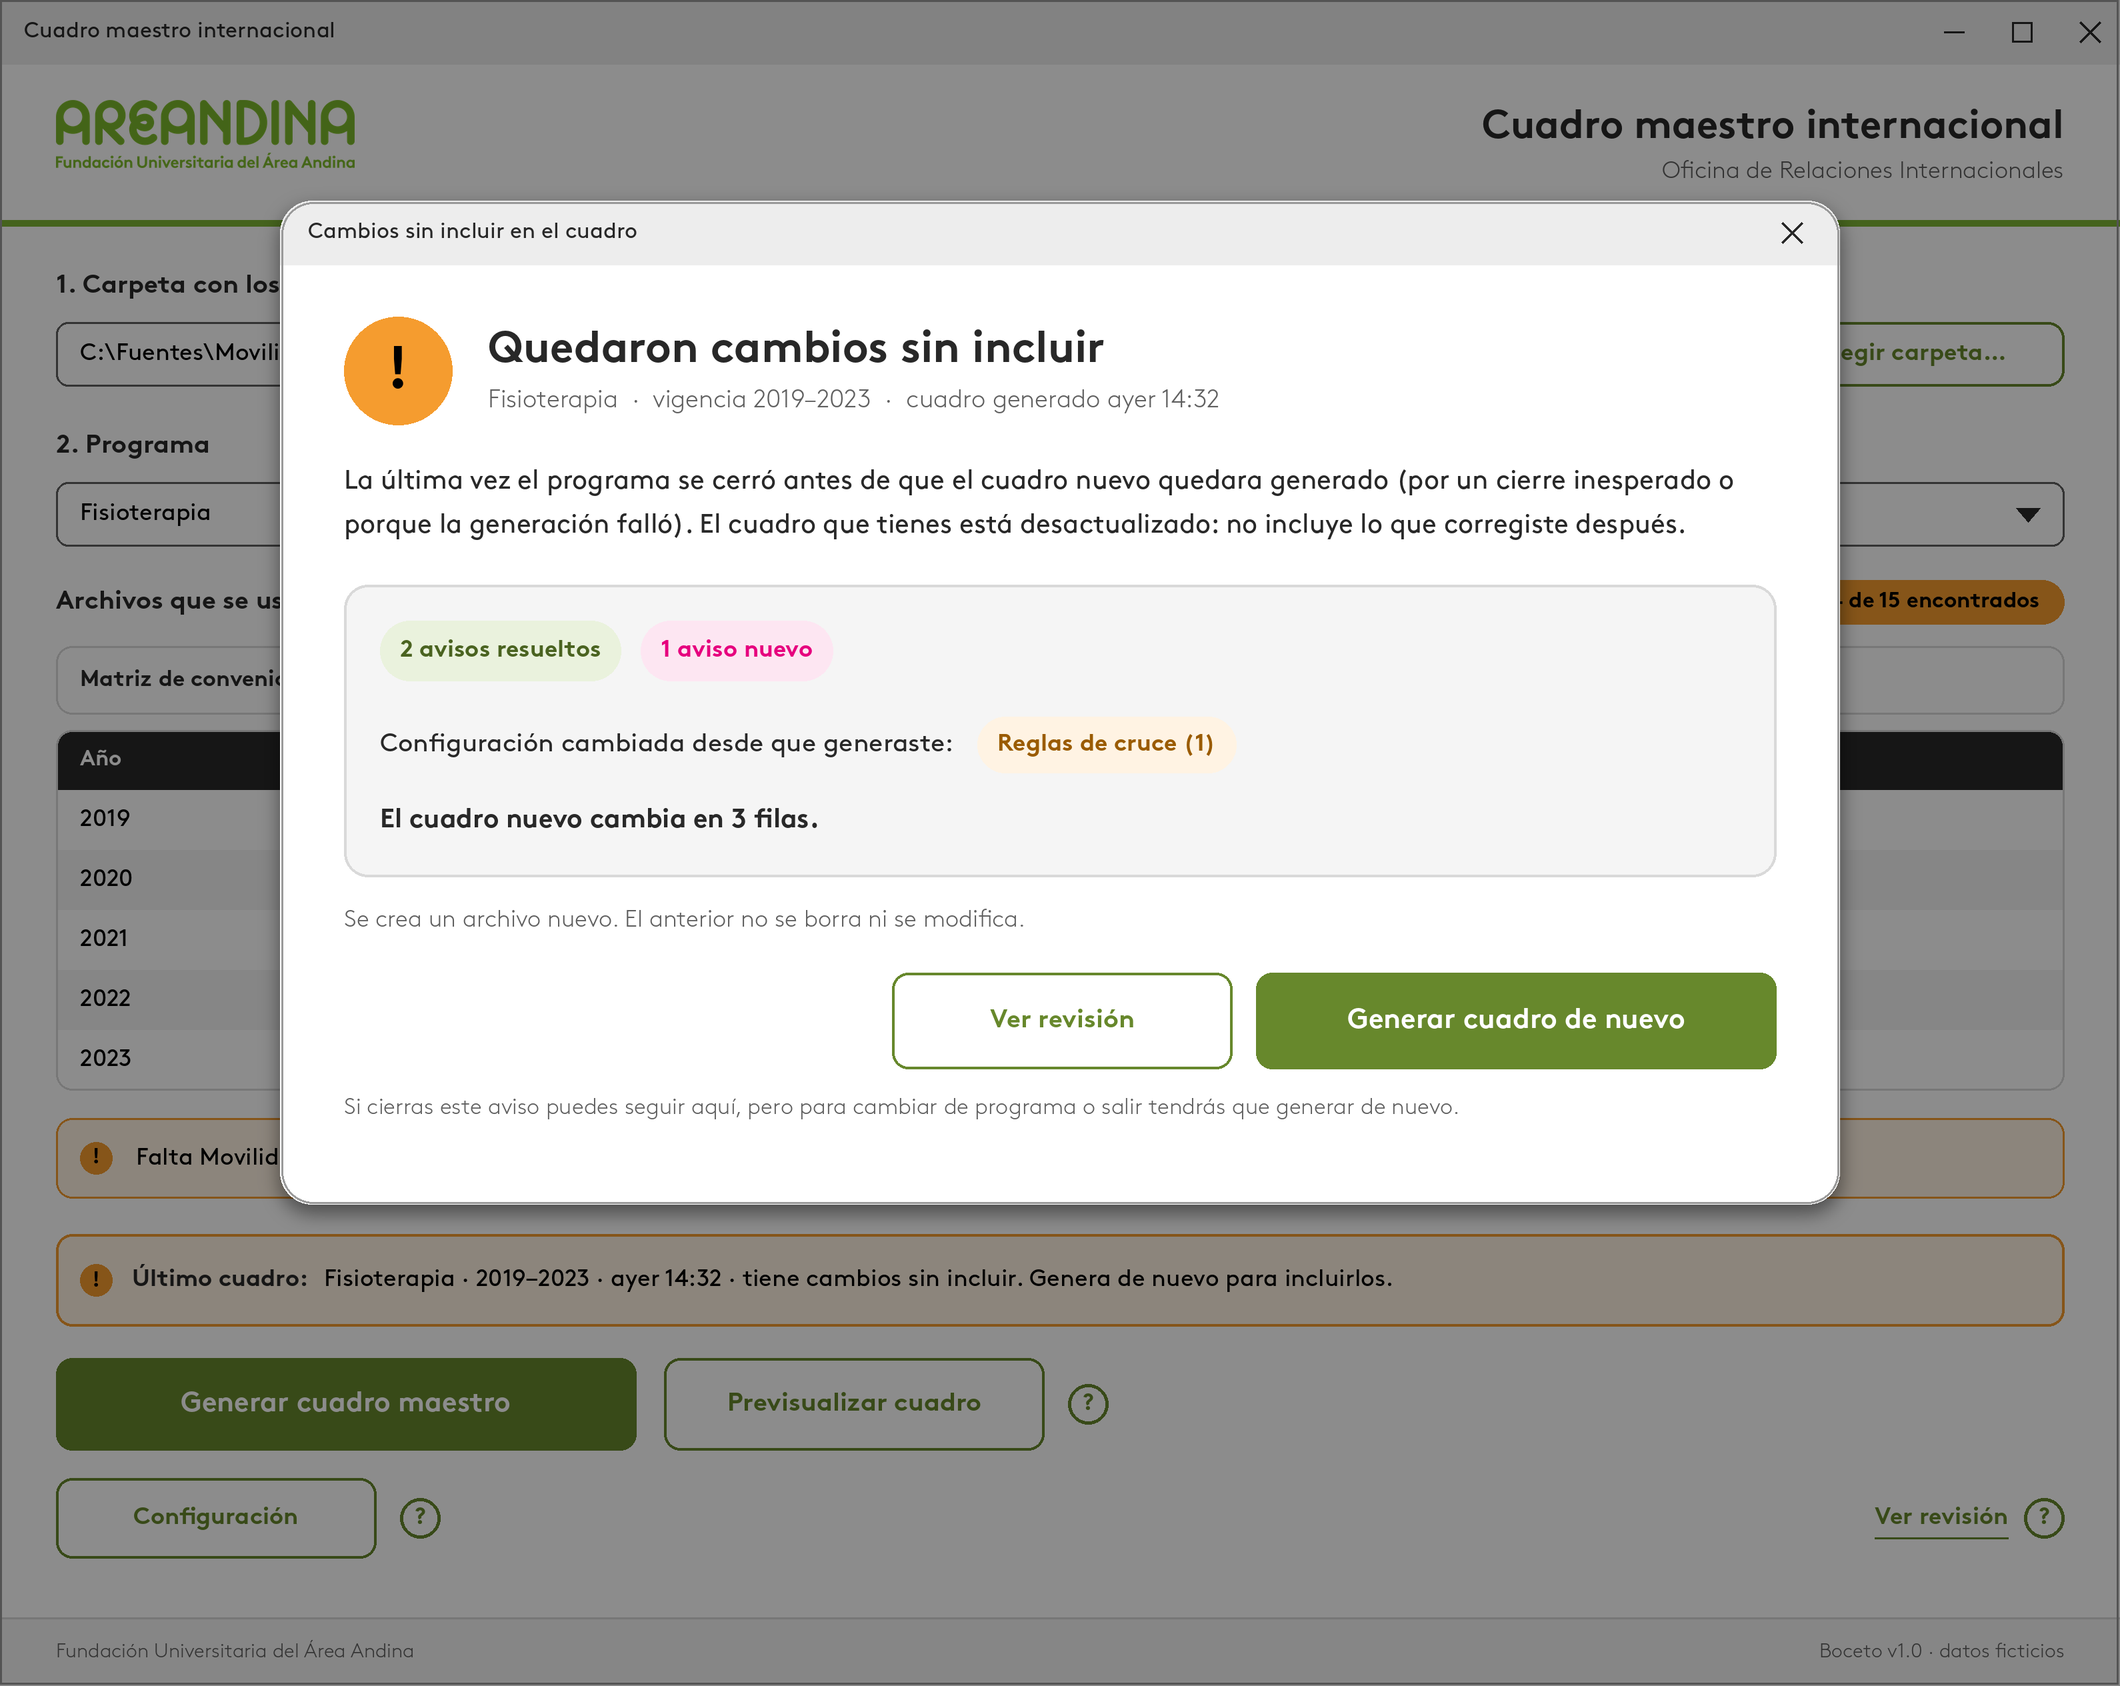 Cuadro maestro internacional
AREANDINA
Fundación Universitaria del Área Andina
Cuadro maestro internacional
Oficina de Relaciones Internacionales
Cambios sin incluir en el cuadro
1. Carpeta con los
C:\Fuentes\Movili
egir carpeta...
! Quedaron cambios sin incluir
Fisioterapia · vigencia 2019–2023 · cuadro generado ayer 14:32
2. Programa
Fisioterapia
La última vez el programa se cerró antes de que el cuadro nuevo quedara generado (por un cierre inesperado o
porque la generación falló). El cuadro que tienes está desactualizado: no incluye lo que corregiste después.
Archivos que se us
de 15 encontrados
2 avisos resueltos
1 aviso nuevo
Matriz de convenio
Configuración cambiada desde que generaste: Reglas de cruce (1)
El cuadro nuevo cambia en 3 filas.
Año
2019
2020
2021
2022
2023
Se crea un archivo nuevo. El anterior no se borra ni se modifica.
Ver revisión
Generar cuadro de nuevo
Si cierras este aviso puedes seguir aquí, pero para cambiar de programa o salir tendrás que generar de nuevo.
! Falta Movilid
! Último cuadro: Fisioterapia · 2019–2023 · ayer 14:32 · tiene cambios sin incluir. Genera de nuevo para incluirlos.
Generar cuadro maestro
Previsualizar cuadro
?
Configuración
?
Ver revisión
?
Fundación Universitaria del Área Andina
Boceto v1.0 · datos ficticios